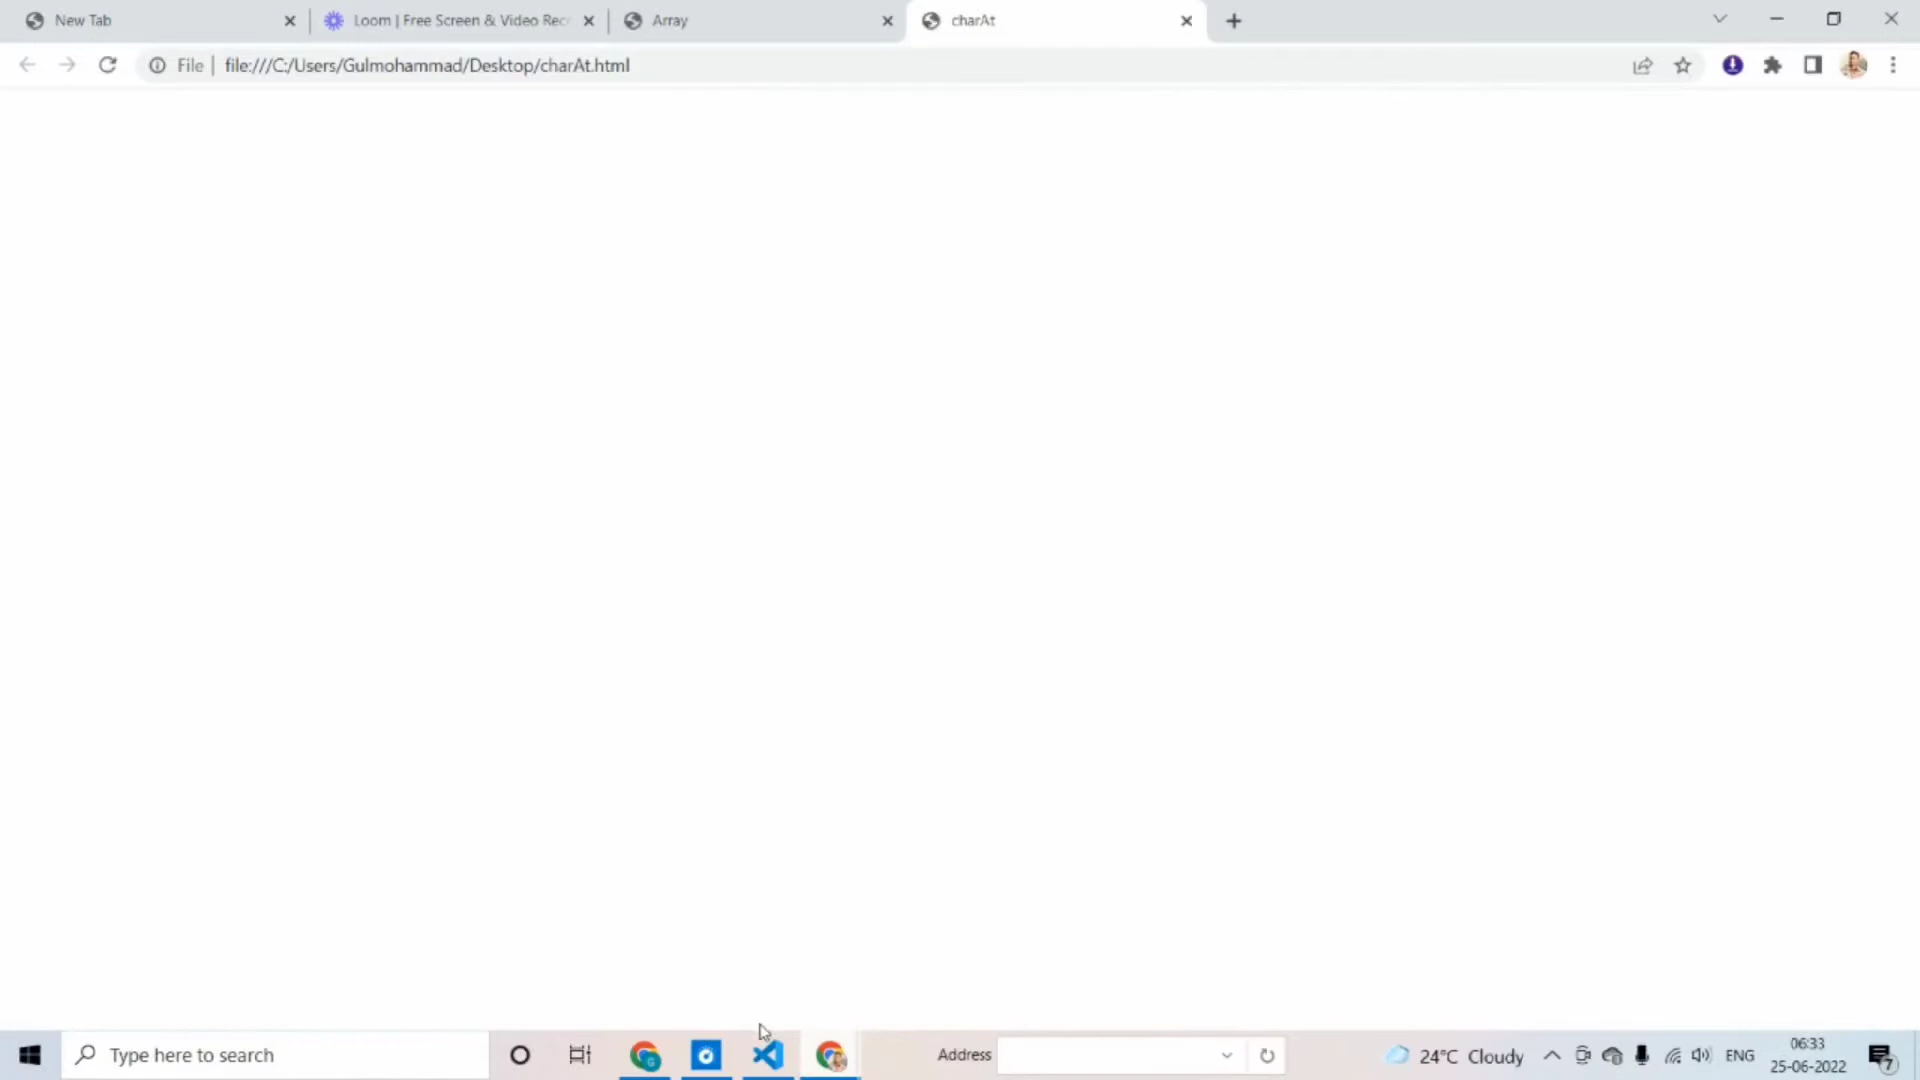 New Tab
Loom | Free Screen & Video Rec
Array
charAt
File
file:///C:/Users/Gulmohammad/Desktop/charAt.html
Type here to search
G
Address
24°C Cloudy
ENG
06:33
25-06-2022
7